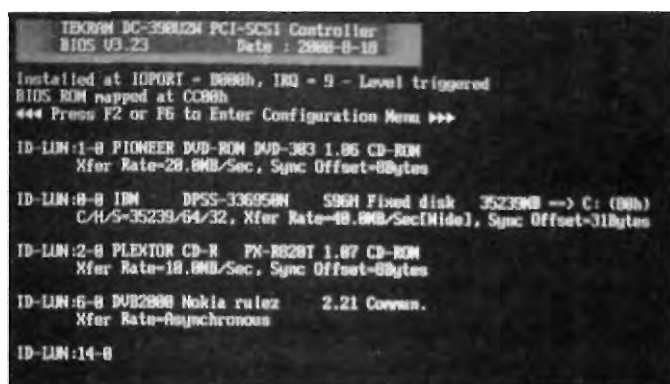 TEKRAM DC-390U2W PCI-SCSI Controller
BIOS V3.23 Date : 2000-8-18
Installed at IOPORT = D000h, IRQ = 9 - Level triggered
BIOS ROM mapped at CC00h
<<< Press F2 or F6 to Enter Configuration Menu >>>
ID-LUN:1-0 PIONEER DVD-ROM DVD-303 1.06 CD-ROM
Xfer Rate=20.0MB/Sec, Sync Offset=8Bytes
ID-LUN:0-0 IBM DPSS-336950N S96H Fixed disk 35239MB --> C: (80h)
C/H/S=35239/64/32, Xfer Rate=40.0MB/Sec[Wide], Sync Offset=31Bytes
ID-LUN:2-0 PLEXTOR CD-R PX-R820T 1.07 CD-ROM
Xfer Rate=10.0MB/Sec, Sync Offset=8Bytes
ID-LUN:6-0 DVB2000 Nokia rulez 2.21 Commun.
Xfer Rate=Asynchronous
ID-LUN:14-0